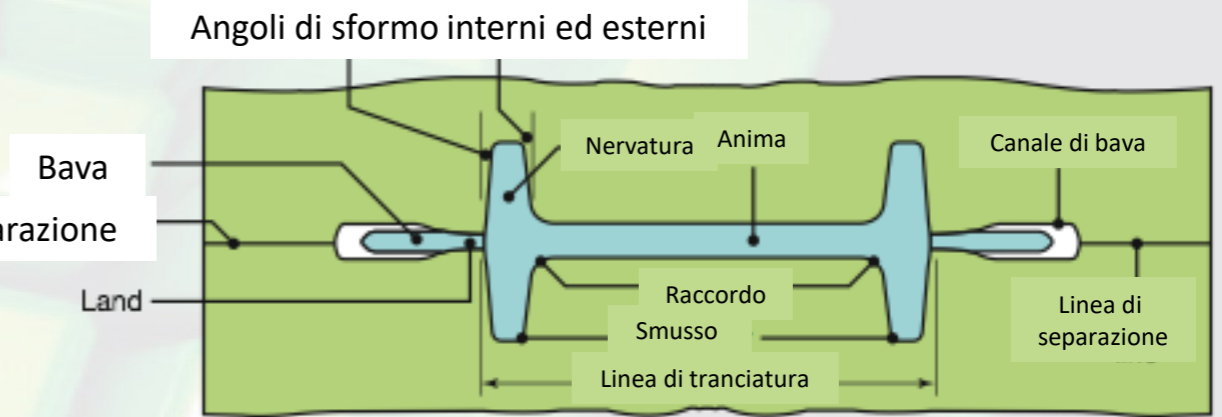 Angoli di sformo interni ed esterni
Nervatura
Anima
Canale di bava
Bava
arazione
Land
Raccordo
Smusso
Linea di
separazione
Linea di tranciatura